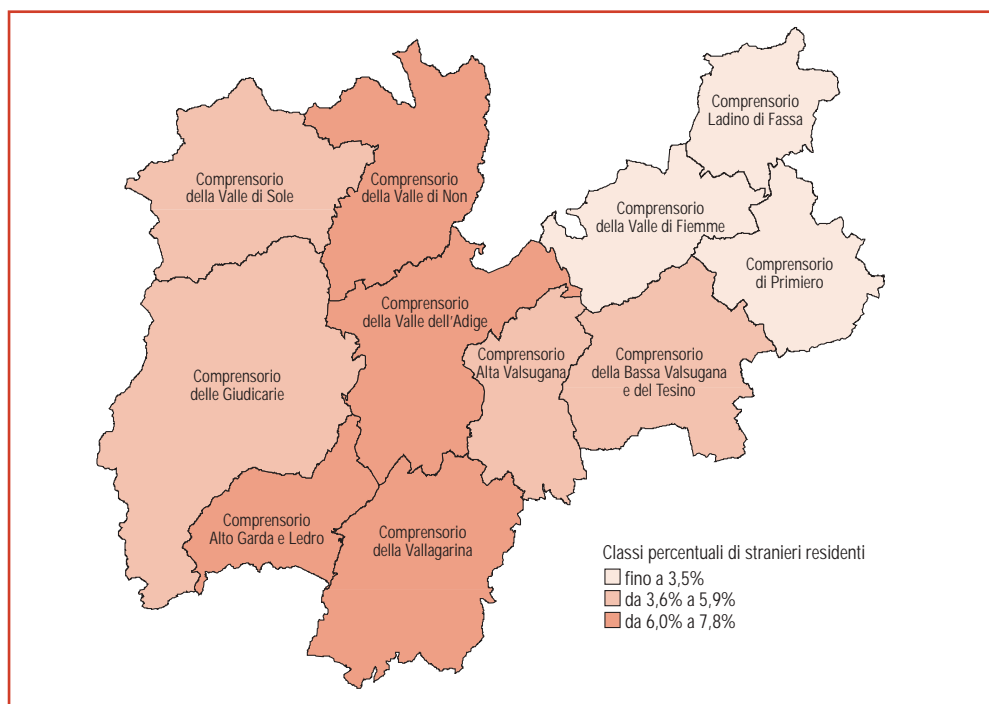 Comprensorio
Ladino di Fassa
Comprensorio
della Valle di Sole
Comprensorio
della Valle di Non
Comprensorio
della Valle di Fiemme
Comprensorio
di Primiero
Comprensorio
della Valle dell'Adige
Comprensorio
Alta Valsugana
Comprensorio
della Bassa Valsugana
e del Tesino
Comprensorio
delle Giudicarie
Comprensorio
Alto Garda e Ledro
Comprensorio
della Vallagarina
Classi percentuali di stranieri residenti
fino a 3,5%
da 3,6% a 5,9%
da 6,0% a 7,8%